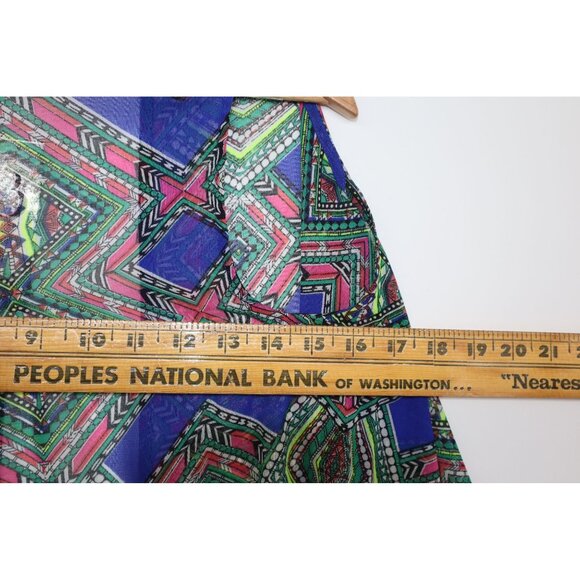 9 10 11 12 13 14 15 16 17 18 19 20 21
PEOPLES NATIONAL BANK OF WASHINGTON... "Neares